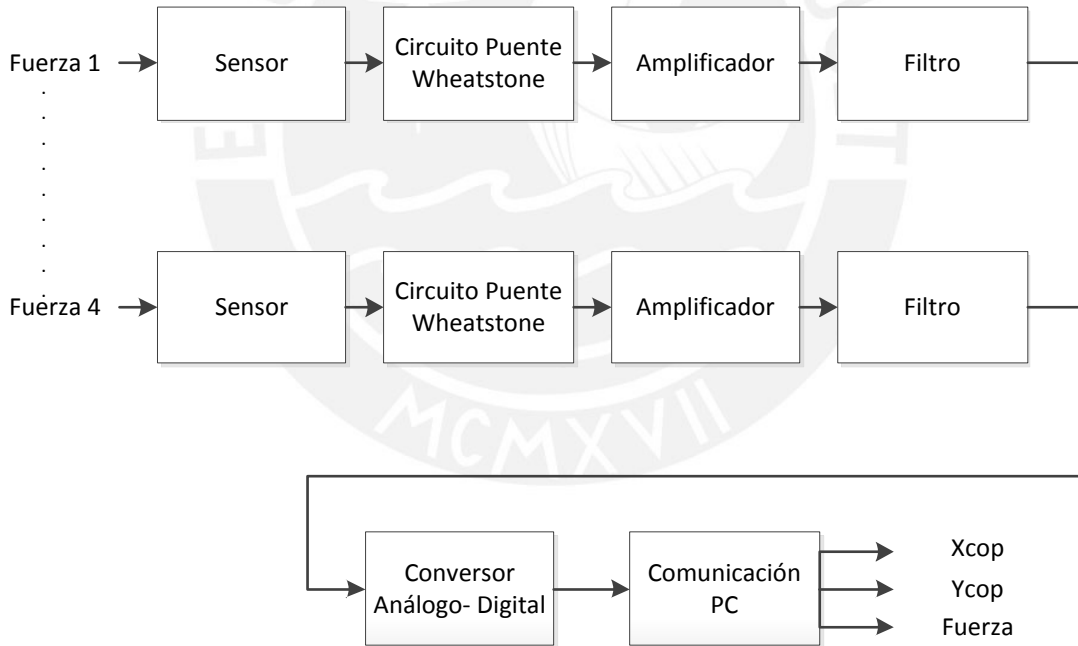 Fuerza 1
Sensor
Circuito Puente
Wheatstone
Amplificador
Filtro
Fuerza 4
Sensor
Circuito Puente
Wheatstone
Amplificador
Filtro
MCMXVII
Conversor
Análogo- Digital
Comunicación
PC
Xcop
Ycop
Fuerza